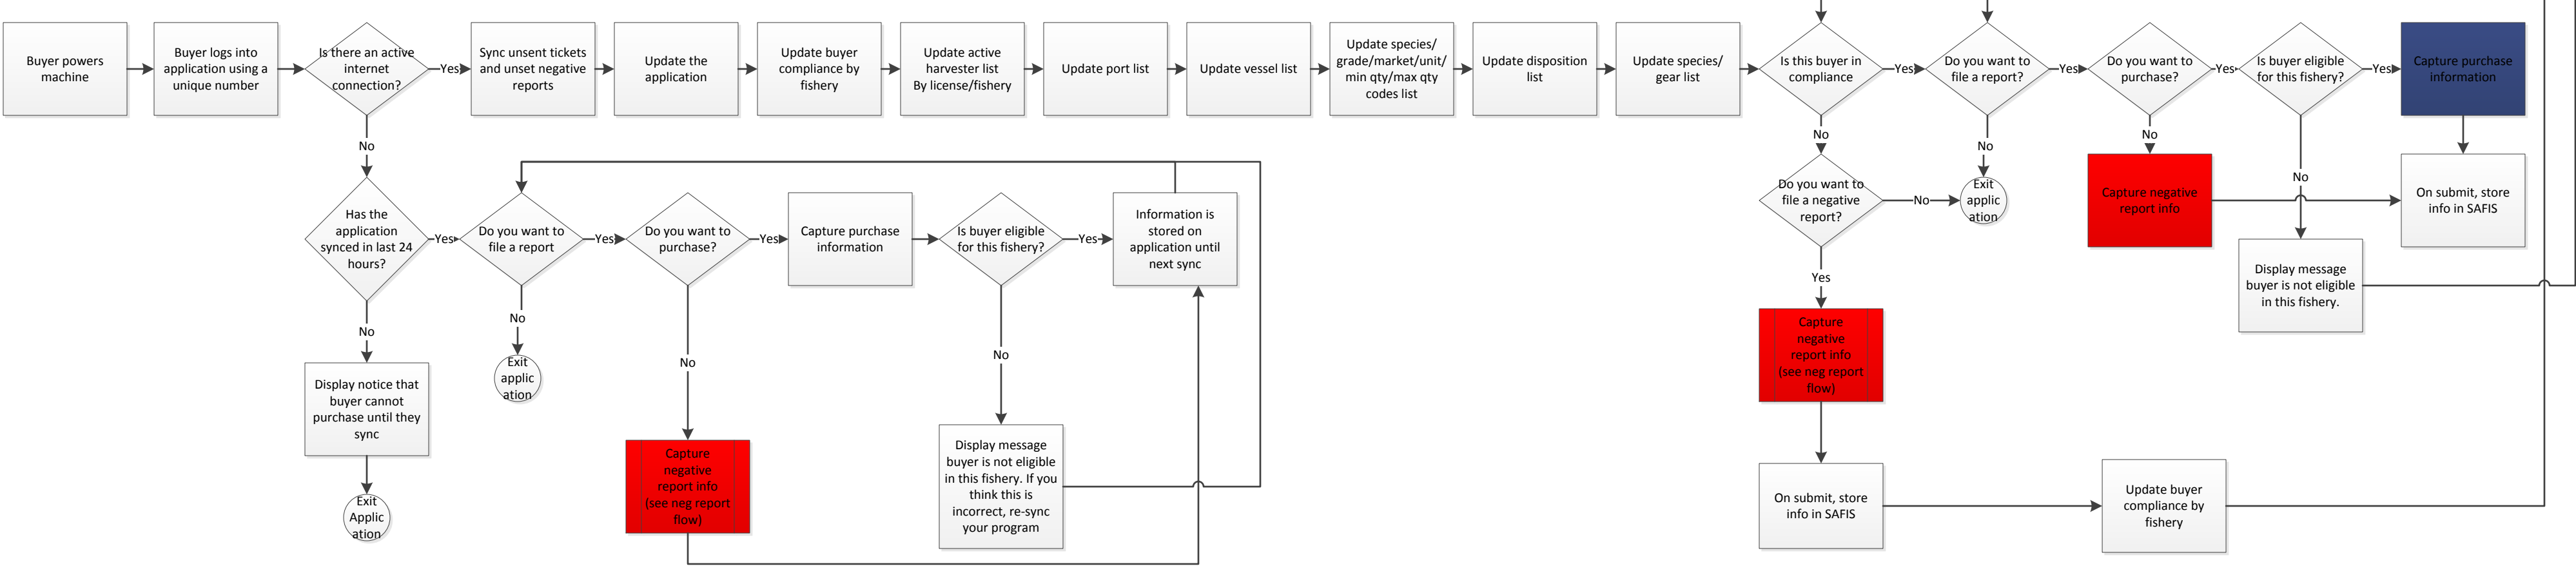 Buyer powers
machine
Buyer logs into
application using a
unique number
Is there an active
internet
connection?
Yes
Sync unsent tickets
and unset negative
reports
Update the
application
Update buyer
compliance by
fishery
Update active
harvester list
By license/fishery
Update port list
Update vessel list
Update species/
grade/market/unit/
min qty/max qty
codes list
Update disposition
list
Update species/
gear list
Is this buyer in
compliance
Yes
Do you want to
file a report?
Yes
Do you want to
purchase?
Yes
Is buyer eligible
for this fishery?
Yes
Capture purchase
information
No
No
No
No
No
Has the
application
synced in last 24
hours?
Yes
Do you want to
file a report
Yes
Do you want to
purchase?
Yes
Capture purchase
information
Is buyer eligible
for this fishery?
Yes
Information is
stored on
application until
next sync
Do you want to
file a negative
report?
No
Exit
applic
ation
Capture negative
report info
On submit, store
info in SAFIS
Display message
buyer is not eligible
in this fishery.
Yes
No
No
No
No
Display notice that
buyer cannot
purchase until they
sync
Exit
applic
ation
Capture
negative
report info
(see neg report
flow)
Capture
negative
report info
(see neg report
flow)
Display message
buyer is not eligible
in this fishery. If you
think this is
incorrect, re-sync
your program
Exit
Applic
ation
On submit, store
info in SAFIS
Update buyer
compliance by
fishery